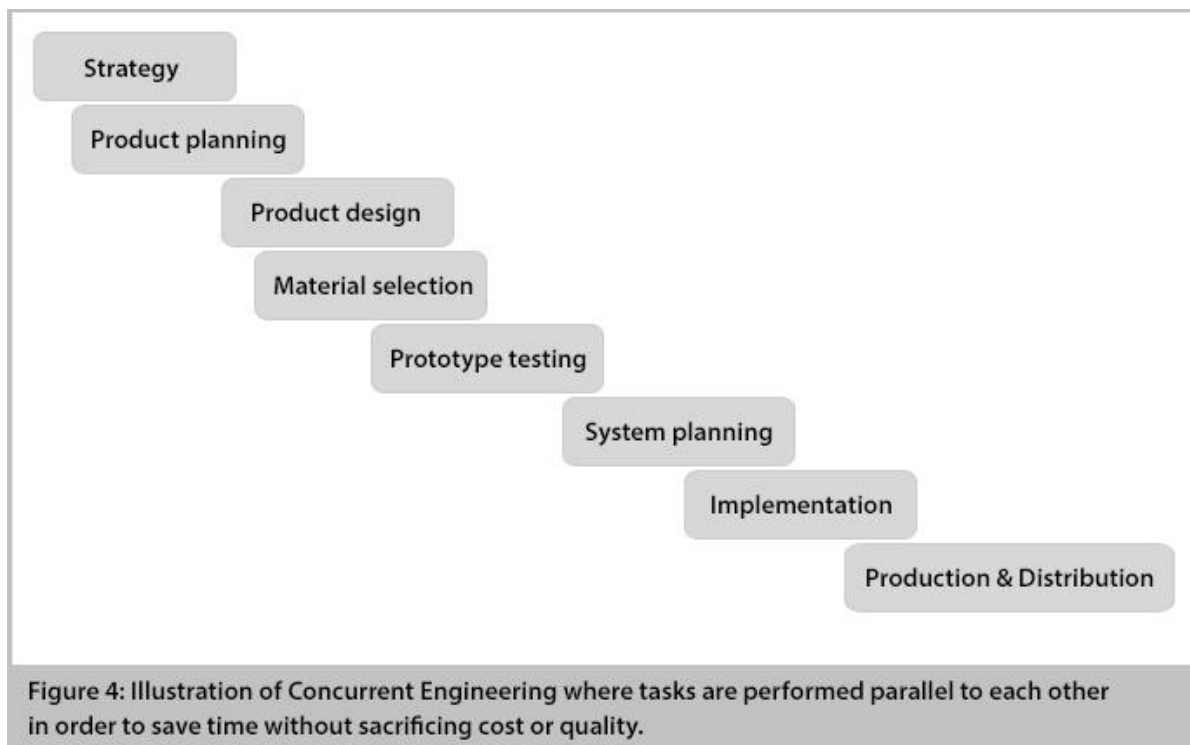 Strategy
Product planning
Product design
Material selection
Prototype testing
System planning
Implementation
Production & Distribution
Figure 4: Illustration of Concurrent Engineering where tasks are performed parallel to each other
in order to save time without sacrificing cost or quality.